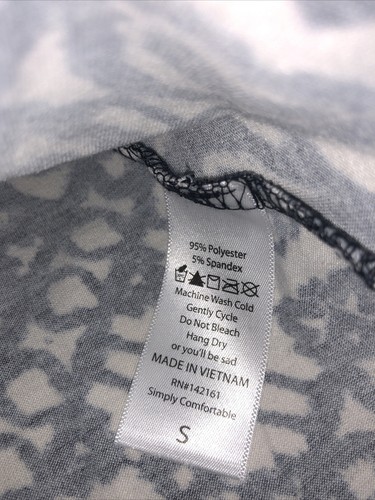 95% Polyester
5% Spandex
Machine Wash Cold
Gently Cycle
Do Not Bleach
Hang Dry
or you'll be sad
MADE IN VIETNAM
RN#142161
Simply Comfortable
S